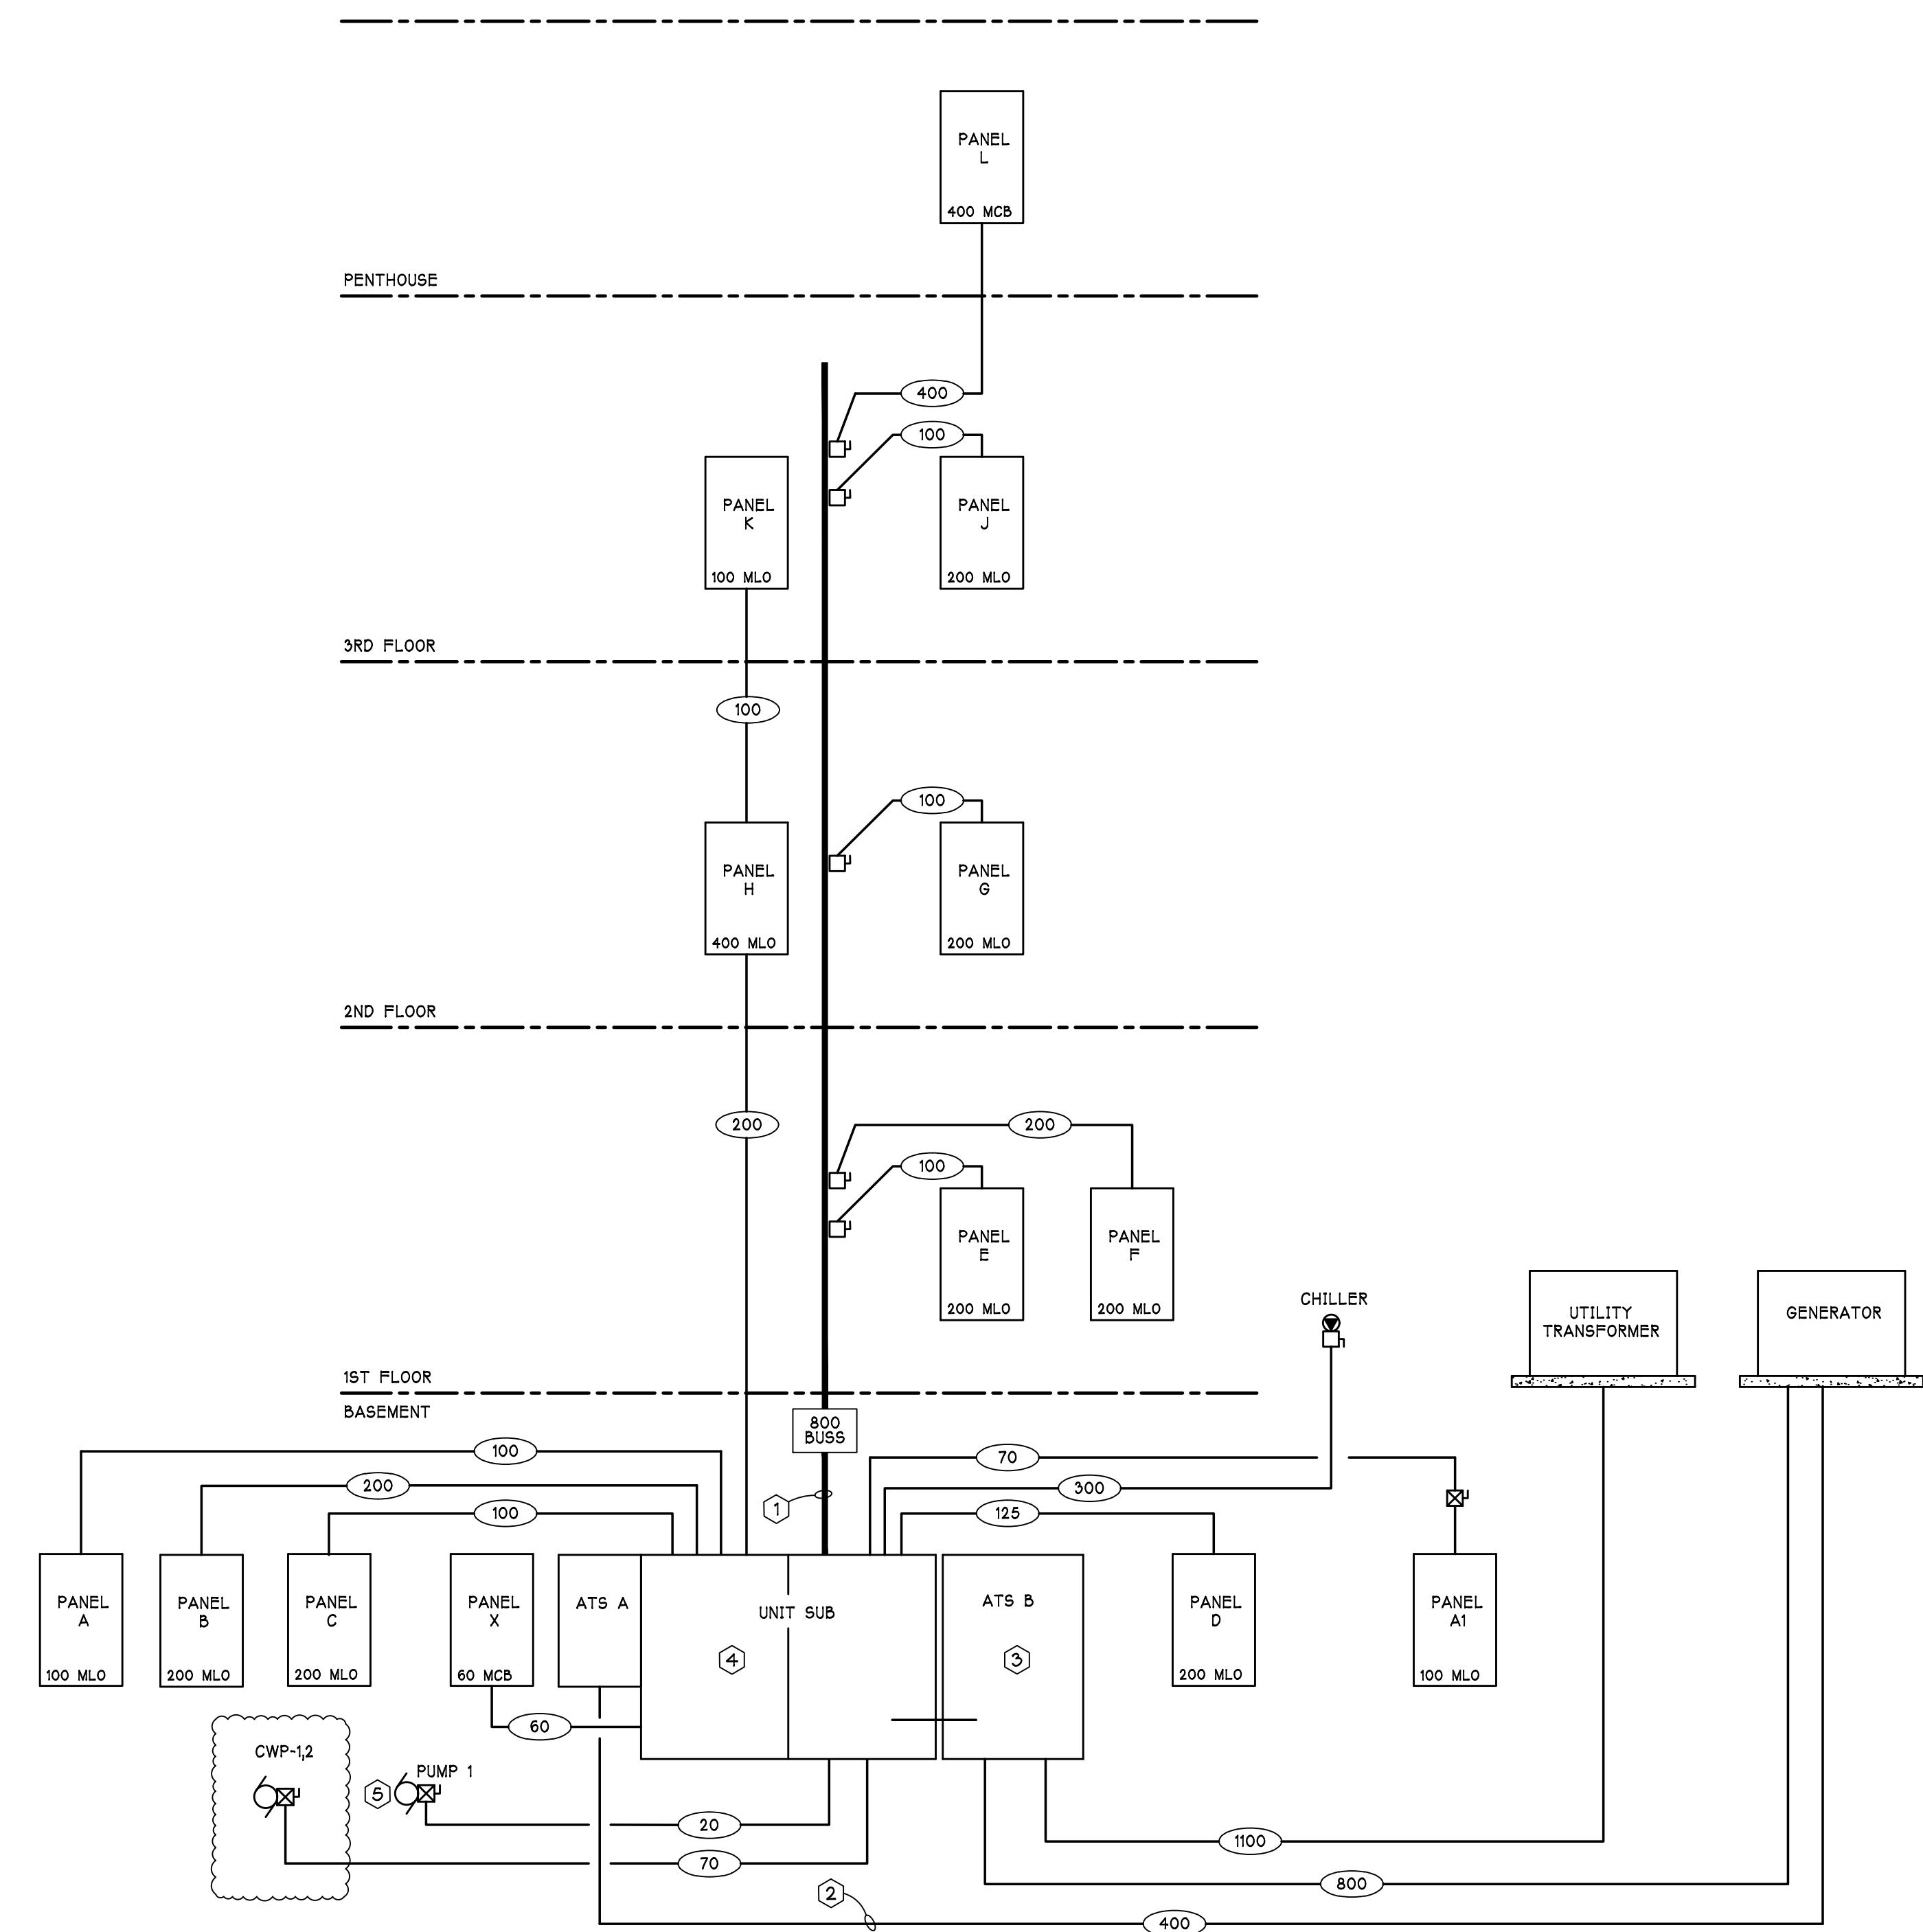 PANEL
L
400 MCB
PENTHOUSE
400
100
PANEL
K
100 MLO
PANEL
J
200 MLO
3RD FLOOR
100
100
PANEL
H
400 MLO
PANEL
G
200 MLO
2ND FLOOR
200
200
100
PANEL
E
200 MLO
PANEL
F
200 MLO
CHILLER
UTILITY
TRANSFORMER
GENERATOR
1ST FLOOR
BASEMENT
800
BUSS
100
70
200
300
1
100
125
PANEL
A
100 MLO
PANEL
B
200 MLO
PANEL
C
200 MLO
PANEL
X
60 MCB
ATS A
UNIT SUB
4
ATS B
3
PANEL
D
200 MLO
PANEL
A1
100 MLO
60
CWP-1,2
5
PUMP 1
20
1100
70
800
2
400